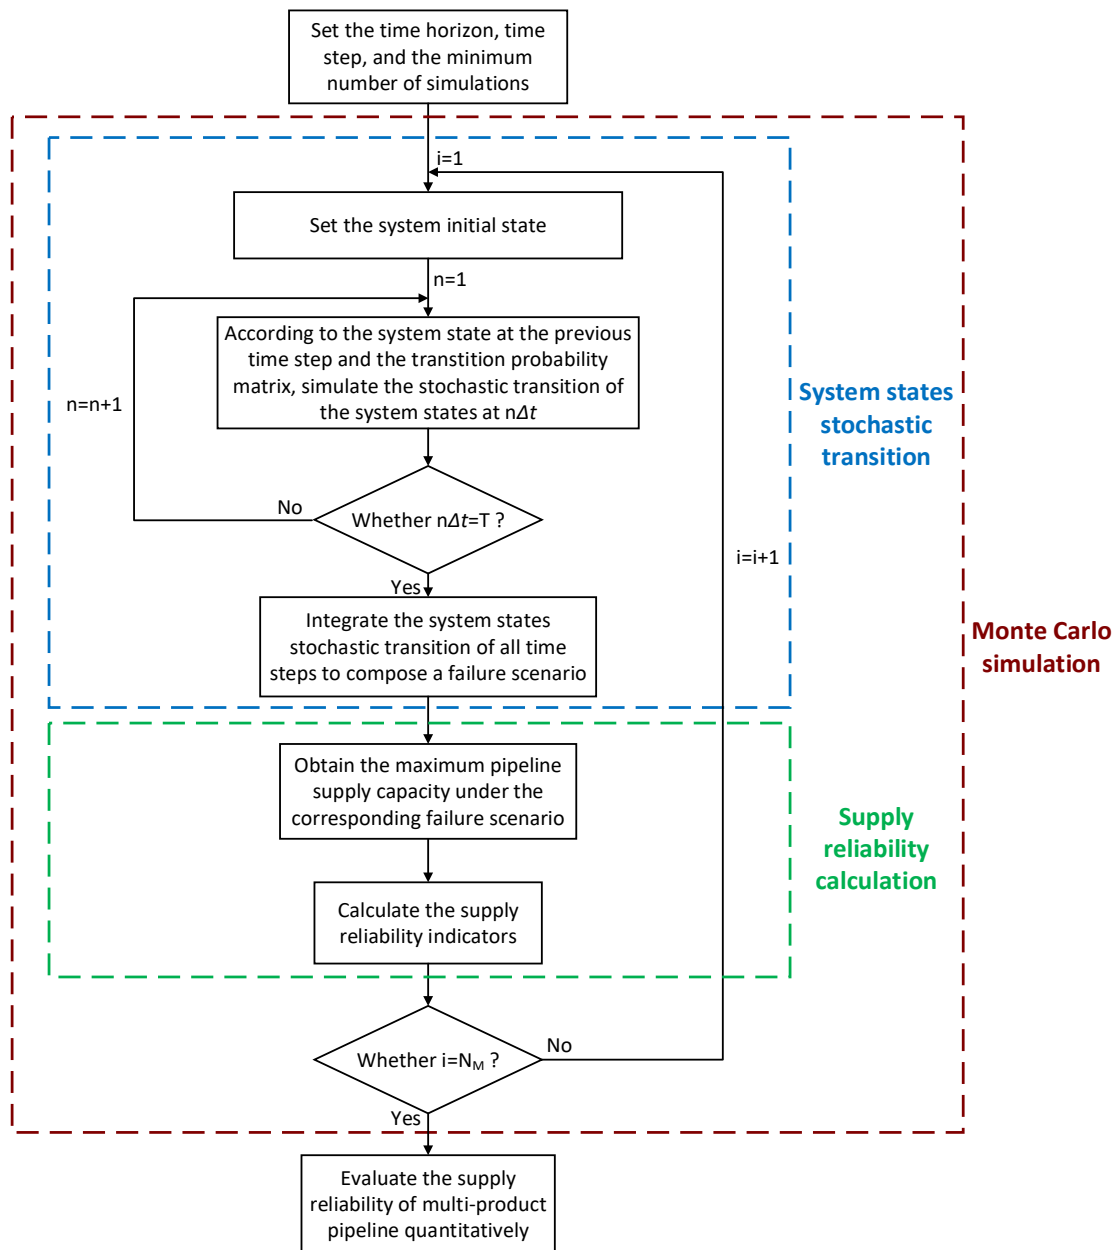 Set the time horizon, time
step, and the minimum
number of simulations
i=1
Set the system initial state
n=1
According to the system state at the previous
time step and the transtition probability
matrix, simulate the stochastic transition of
the system states at nΔt
n=n+1
System states
stochastic
transition
No
Whether nΔt=T ?
i=i+1
Yes
Integrate the system states
stochastic transition of all time
steps to compose a failure scenario
Monte Carlo
simulation
Obtain the maximum pipeline
supply capacity under the
corresponding failure scenario
Supply
reliability
calculation
Calculate the supply
reliability indicators
Whether i=N_M ?
No
Yes
Evaluate the supply
reliability of multi-product
pipeline quantitatively